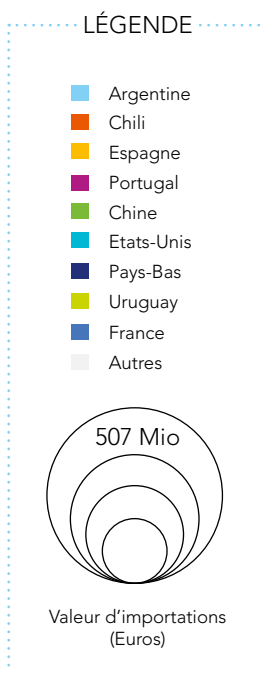 LÉGENDE
Argentine
Chili
Espagne
Portugal
Chine
Etats-Unis
Pays-Bas
Uruguay
France
Autres
507 Mio
Valeur d’importations
(Euros)